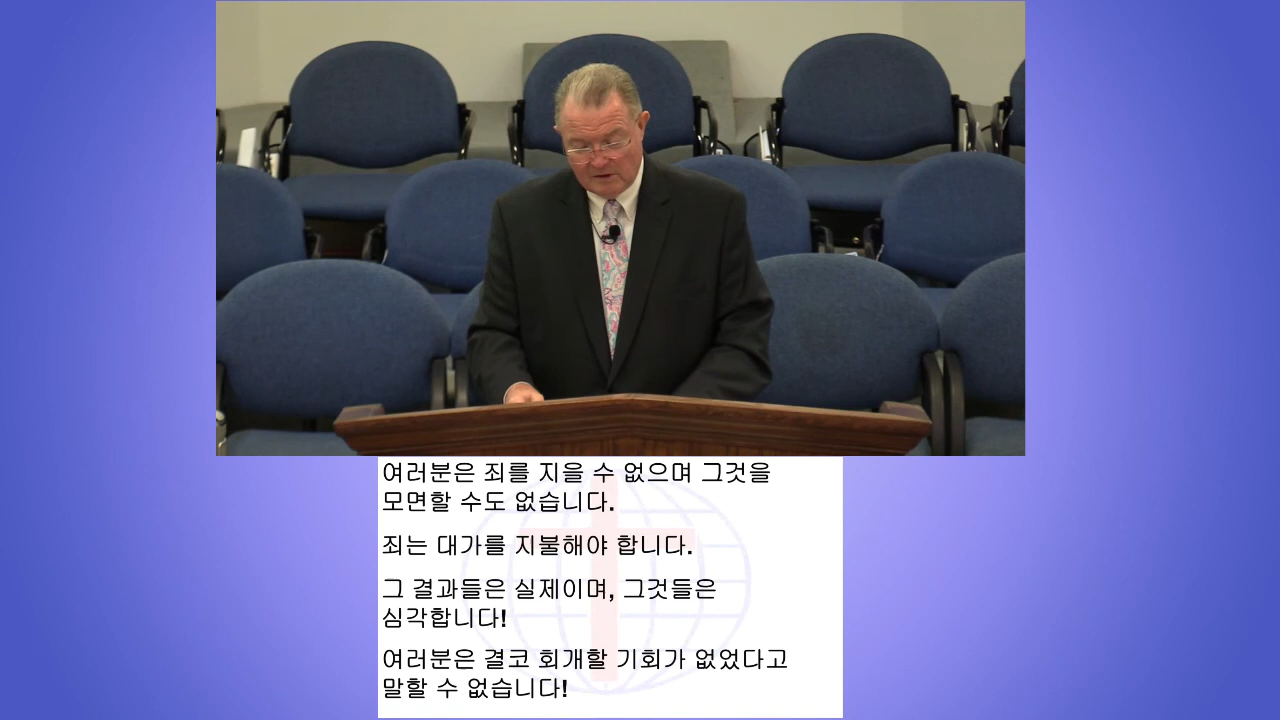 여러분은 죄를 지을 수 없으며 그것을
모면할 수도 없습니다.
죄는 대가를 지불해야 합니다.
그 결과들은 실제이며, 그것들은
심각합니다!
여러분은 결코 회개할 기회가 없었다고
말할 수 없습니다!